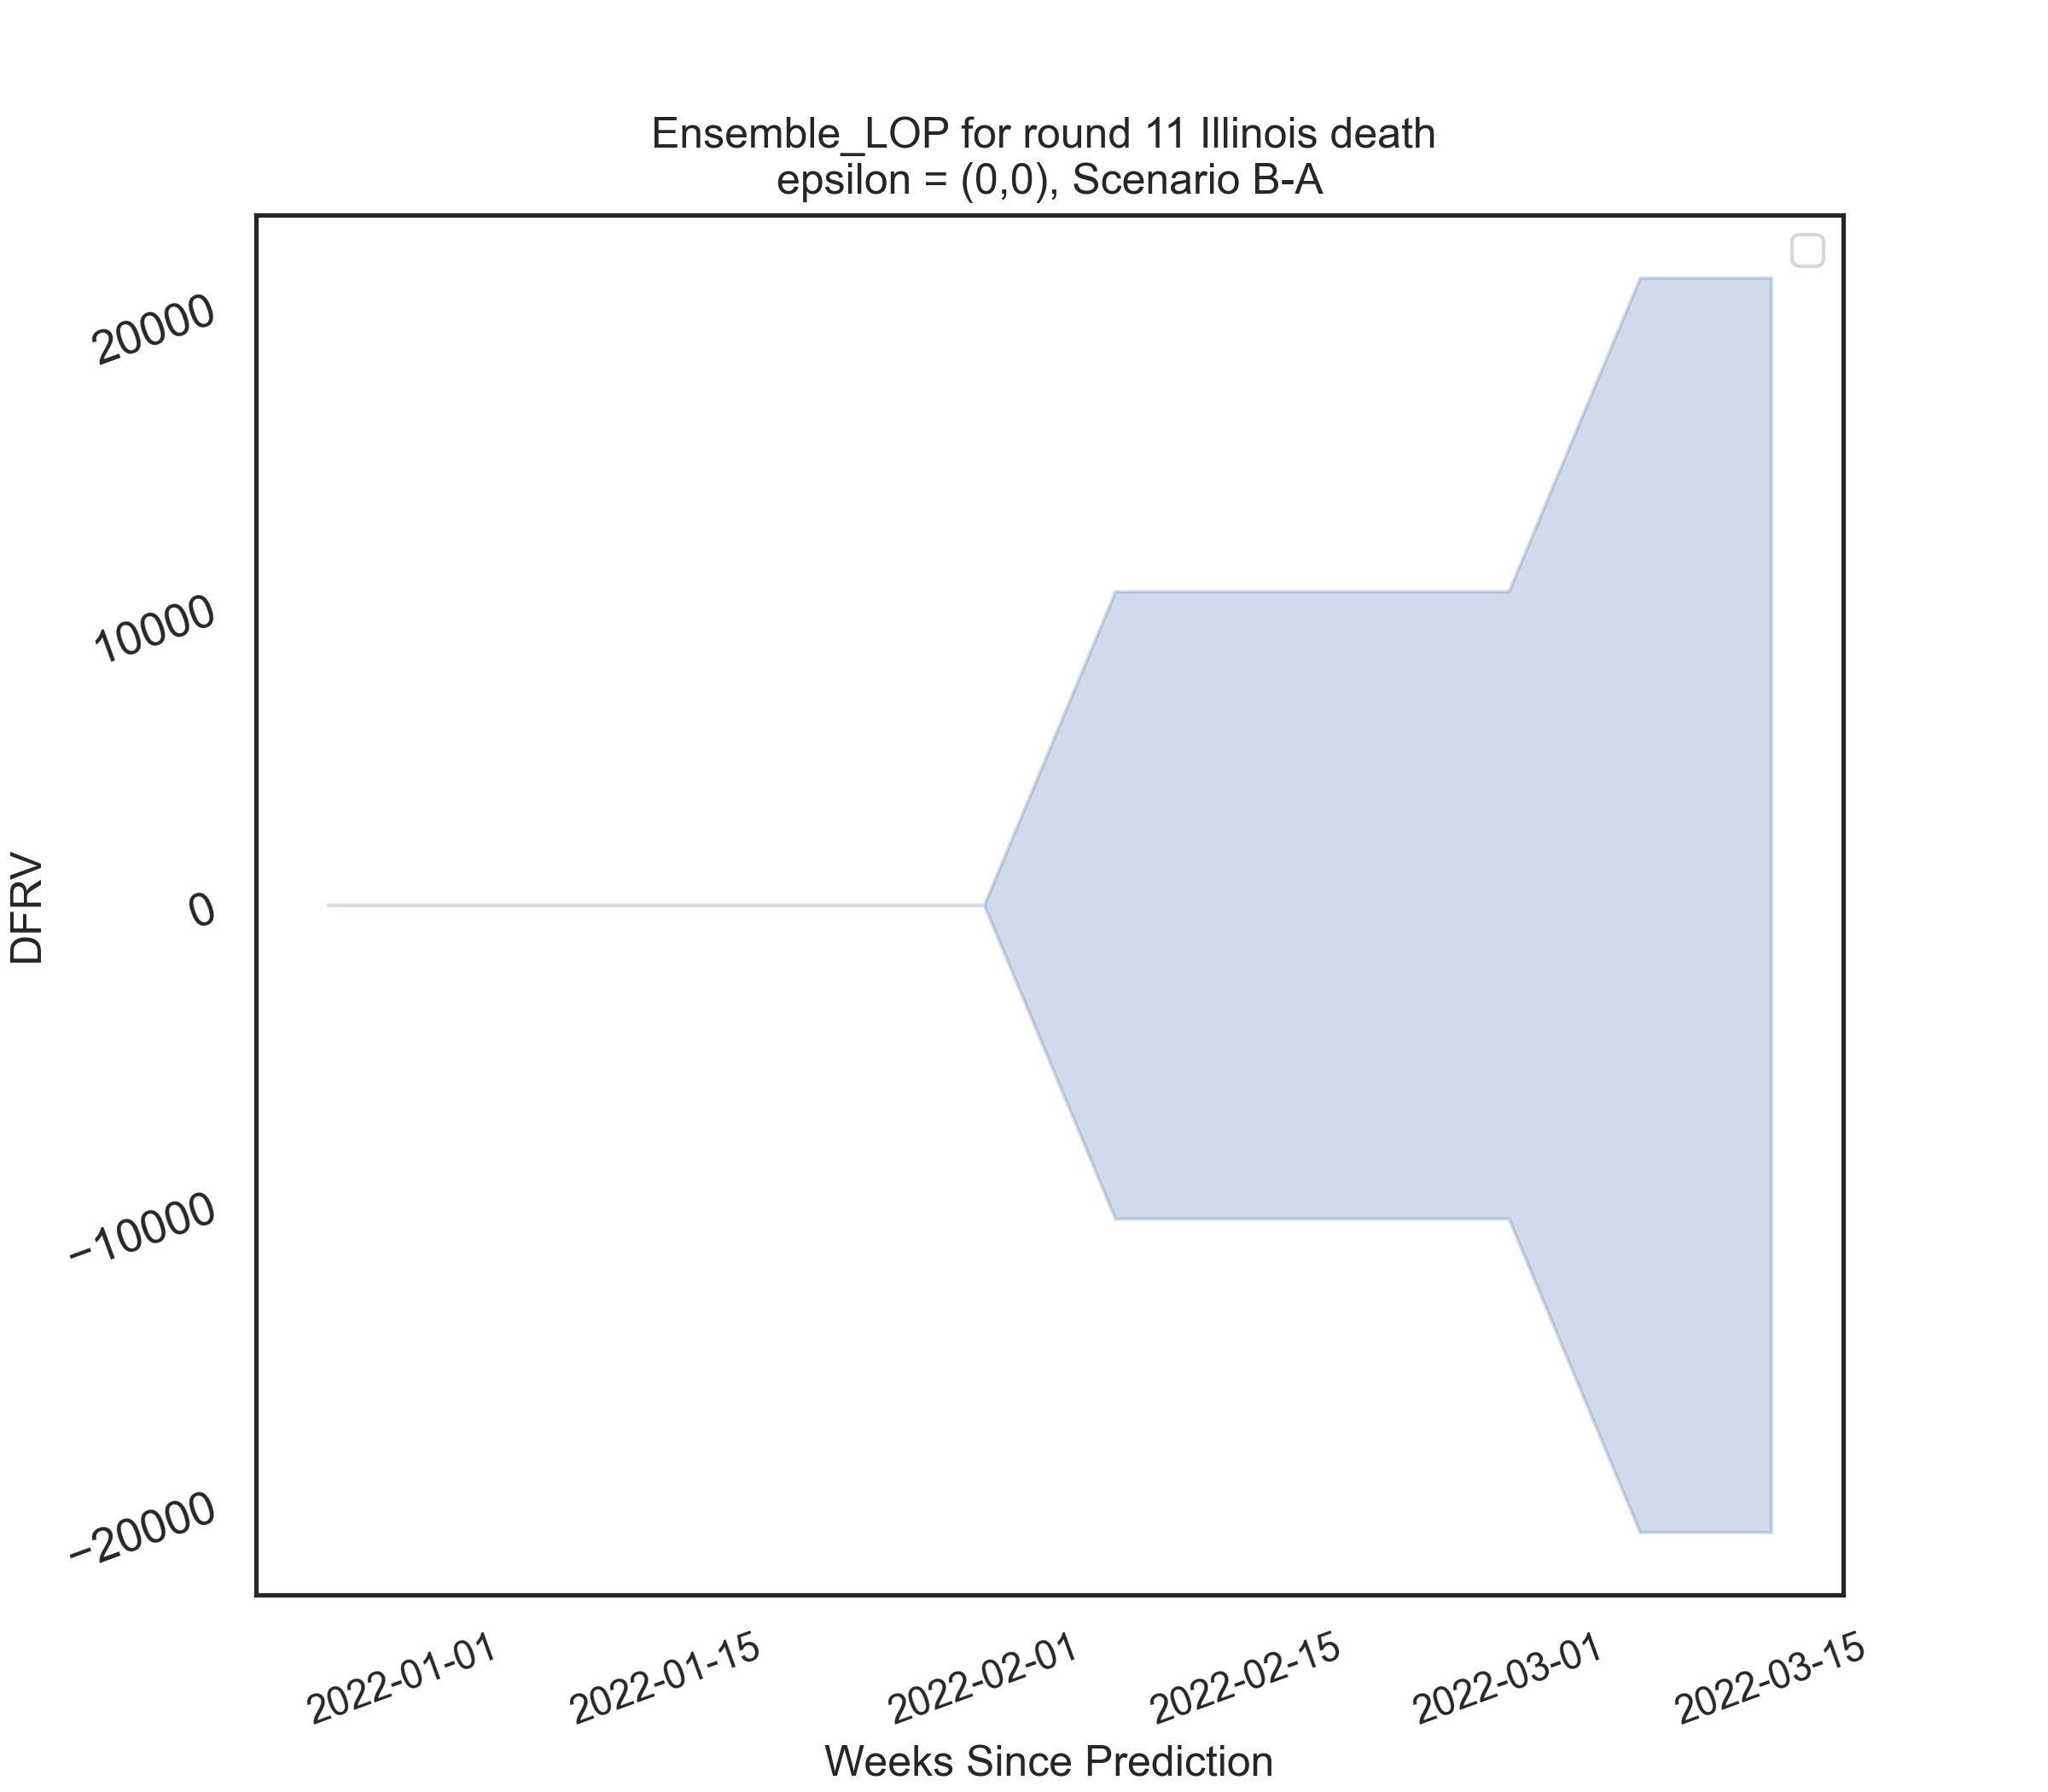 Ensemble_LOP for round 11 Illinois death
epsilon = (0,0), Scenario B-A
20000
10000
0
−10000
−20000
DFRV
2022-01-01
2022-01-15
2022-02-01
2022-02-15
2022-03-01
2022-03-15
Weeks Since Prediction